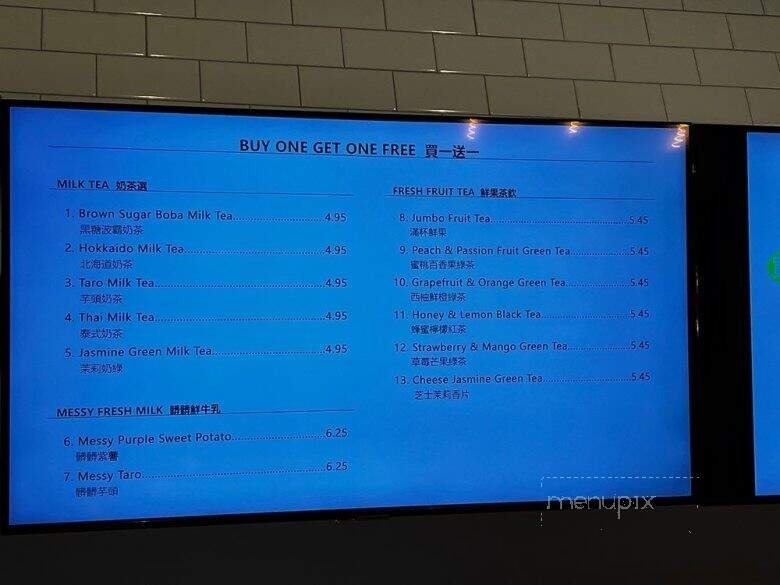 BUY ONE GET ONE FREE 買一送一
MILK TEA 奶茶選
1. Brown Sugar Boba Milk Tea 4.95
黑糖波霸奶茶
2. Hokkaido Milk Tea 4.95
北海道奶茶
3. Taro Milk Tea 4.95
芋頭奶茶
4. Thai Milk Tea 4.95
泰式奶茶
5. Jasmine Green Milk Tea 4.95
茉莉奶綠
MESSY FRESH MILK 髒髒鮮牛乳
6. Messy Purple Sweet Potato 6.25
髒髒紫薯
7. Messy Taro 6.25
髒髒芋頭
FRESH FRUIT TEA 鮮果茶飲
8. Jumbo Fruit Tea 5.45
滿杯鮮果
9. Peach & Passion Fruit Green Tea 5.45
蜜桃百香果綠茶
10. Grapefruit & Orange Green Tea 5.45
西柚鮮橙綠茶
11. Honey & Lemon Black Tea 5.45
蜂蜜檸檬紅茶
12. Strawberry & Mango Green Tea 5.45
草莓芒果綠茶
13. Cheese Jasmine Green Tea 5.45
芝士茉莉香片
menupix